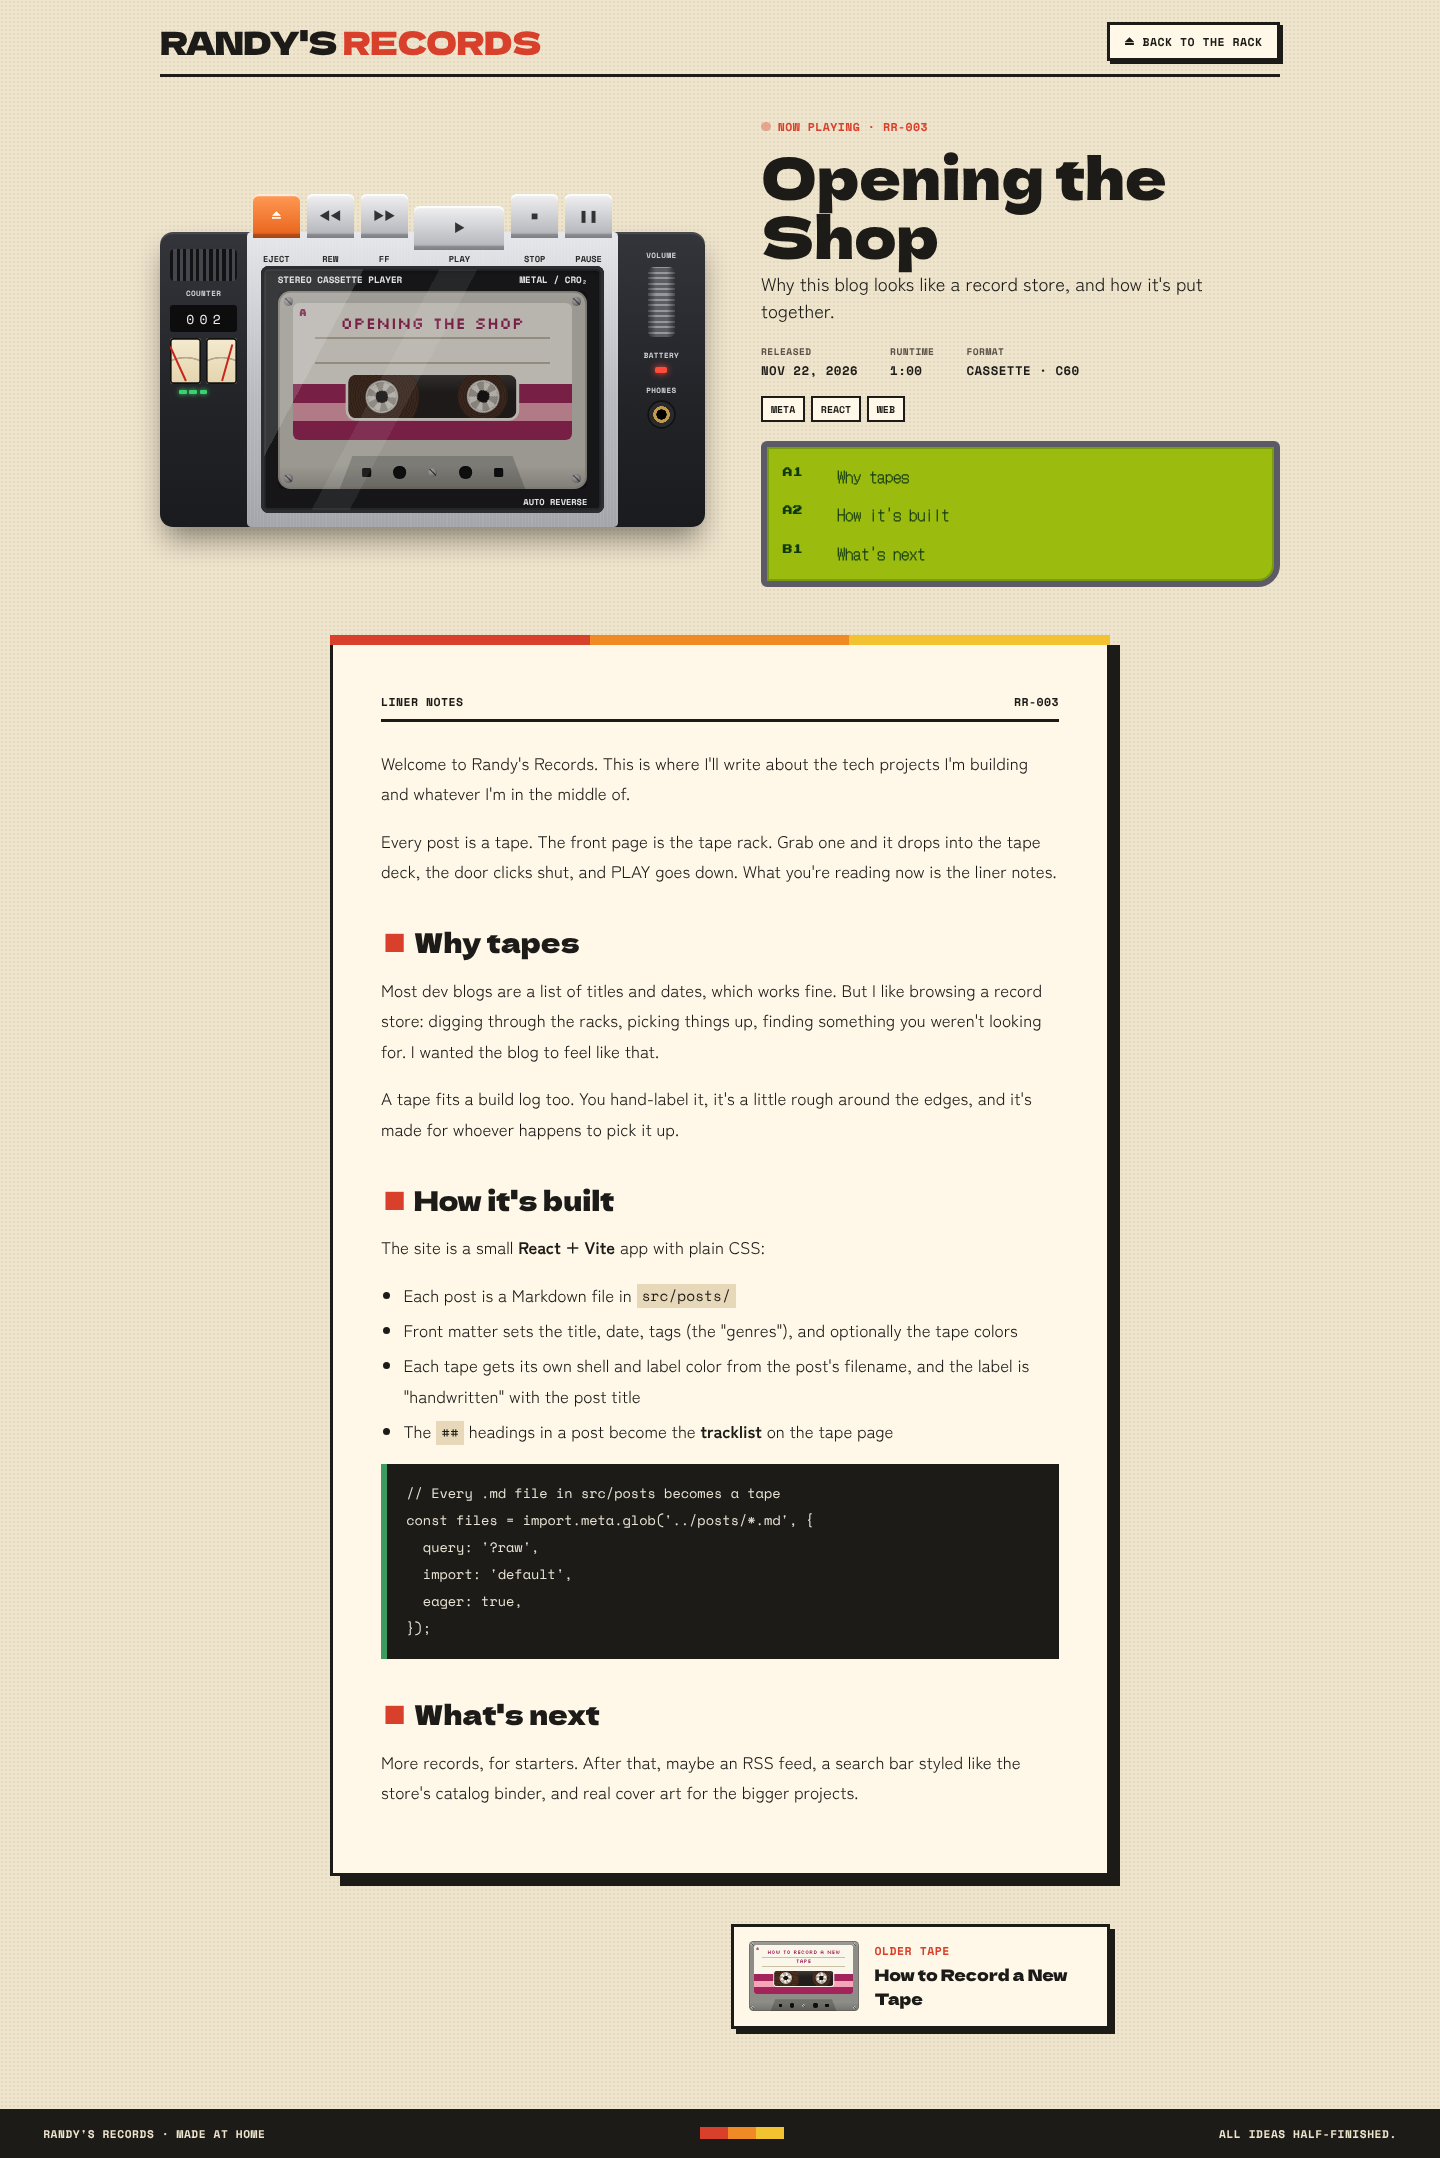 RANDY'S RECORDS
⏏ BACK TO THE RACK
NOW PLAYING · RR-003
Opening the
Shop
Why this blog looks like a record store, and how it's put
together.
RELEASED RUNTIME FORMAT
NOV 22, 2026 1:00 CASSETTE · C60
META REACT WEB
A1 Why tapes
A2 How it's built
B1 What's next
EJECT REW FF PLAY STOP PAUSE
COUNTER
002
STEREO CASSETTE PLAYER METAL / CRO₂
A
OPENING THE SHOP
AUTO REVERSE
VOLUME
BATTERY
PHONES
LINER NOTES RR-003
Welcome to Randy's Records. This is where I'll write about the tech projects I'm building
and whatever I'm in the middle of.
Every post is a tape. The front page is the tape rack. Grab one and it drops into the tape
deck, the door clicks shut, and PLAY goes down. What you're reading now is the liner notes.
Why tapes
Most dev blogs are a list of titles and dates, which works fine. But I like browsing a record
store: digging through the racks, picking things up, finding something you weren't looking
for. I wanted the blog to feel like that.
A tape fits a build log too. You hand-label it, it's a little rough around the edges, and it's
made for whoever happens to pick it up.
How it's built
The site is a small React + Vite app with plain CSS:
• Each post is a Markdown file in src/posts/
• Front matter sets the title, date, tags (the "genres"), and optionally the tape colors
• Each tape gets its own shell and label color from the post's filename, and the label is
"handwritten" with the post title
• The ## headings in a post become the tracklist on the tape page
// Every .md file in src/posts becomes a tape
const files = import.meta.glob('../posts/*.md', {
  query: '?raw',
  import: 'default',
  eager: true,
});
What's next
More records, for starters. After that, maybe an RSS feed, a search bar styled like the
store's catalog binder, and real cover art for the bigger projects.
A
HOW TO RECORD A NEW
TAPE
OLDER TAPE
How to Record a New
Tape
RANDY'S RECORDS · MADE AT HOME
ALL IDEAS HALF-FINISHED.